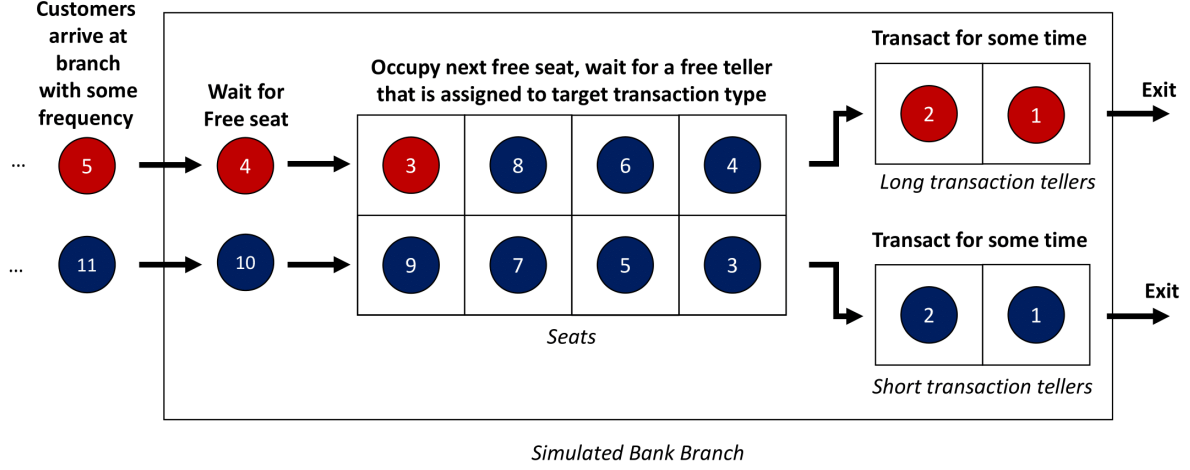 Customers
arrive at
branch
with some
frequency
Wait for
Free seat
Occupy next free seat, wait for a free teller
that is assigned to target transaction type
Transact for some time
Exit
... 5 4 3 8 6 4 2 1
Long transaction tellers
Transact for some time
Exit
... 11 10 9 7 5 3 2 1
Seats
Short transaction tellers
Simulated Bank Branch